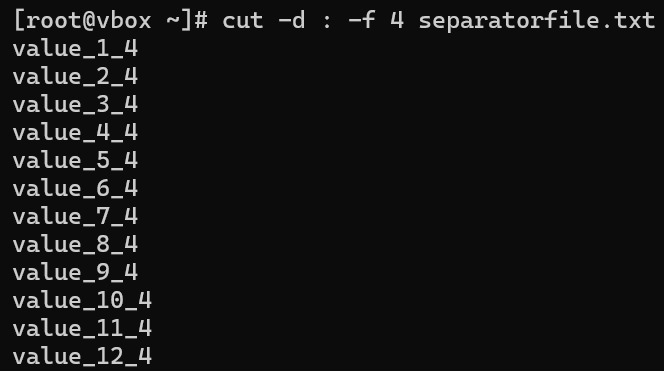 [root@vbox ~]# cut -d : -f 4 separatorfile.txt
value_1_4
value_2_4
value_3_4
value_4_4
value_5_4
value_6_4
value_7_4
value_8_4
value_9_4
value_10_4
value_11_4
value_12_4